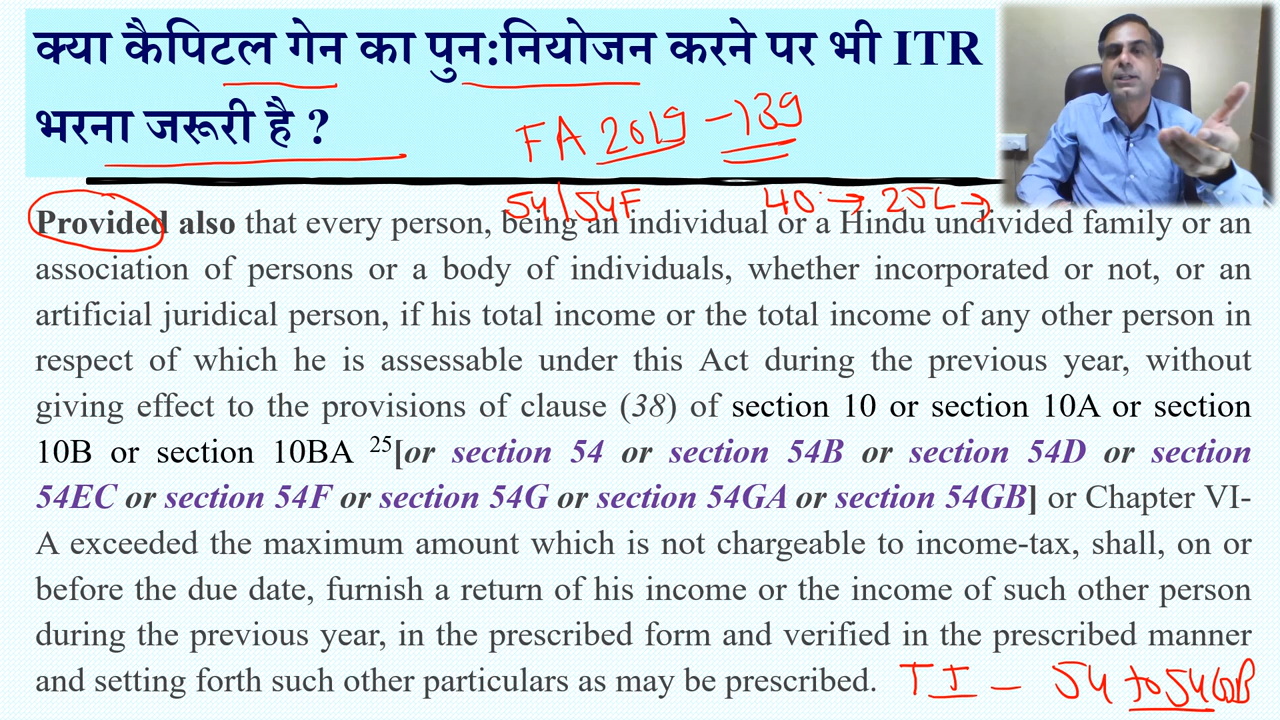 क्या कैपिटल गेन का पुन:नियोजन करने पर भी ITR
भरना जरूरी है ?
FA 2019 - 139
54/54F 40 → 25L →
Provided also that every person, being an individual or a Hindu undivided family or an
association of persons or a body of individuals, whether incorporated or not, or an
artificial juridical person, if his total income or the total income of any other person in
respect of which he is assessable under this Act during the previous year, without
giving effect to the provisions of clause (38) of section 10 or section 10A or section
10B or section 10BA 25[or section 54 or section 54B or section 54D or section
54EC or section 54F or section 54G or section 54GA or section 54GB] or Chapter VI-
A exceeded the maximum amount which is not chargeable to income-tax, shall, on or
before the due date, furnish a return of his income or the income of such other person
during the previous year, in the prescribed form and verified in the prescribed manner
and setting forth such other particulars as may be prescribed. TI - 54 to 54GB